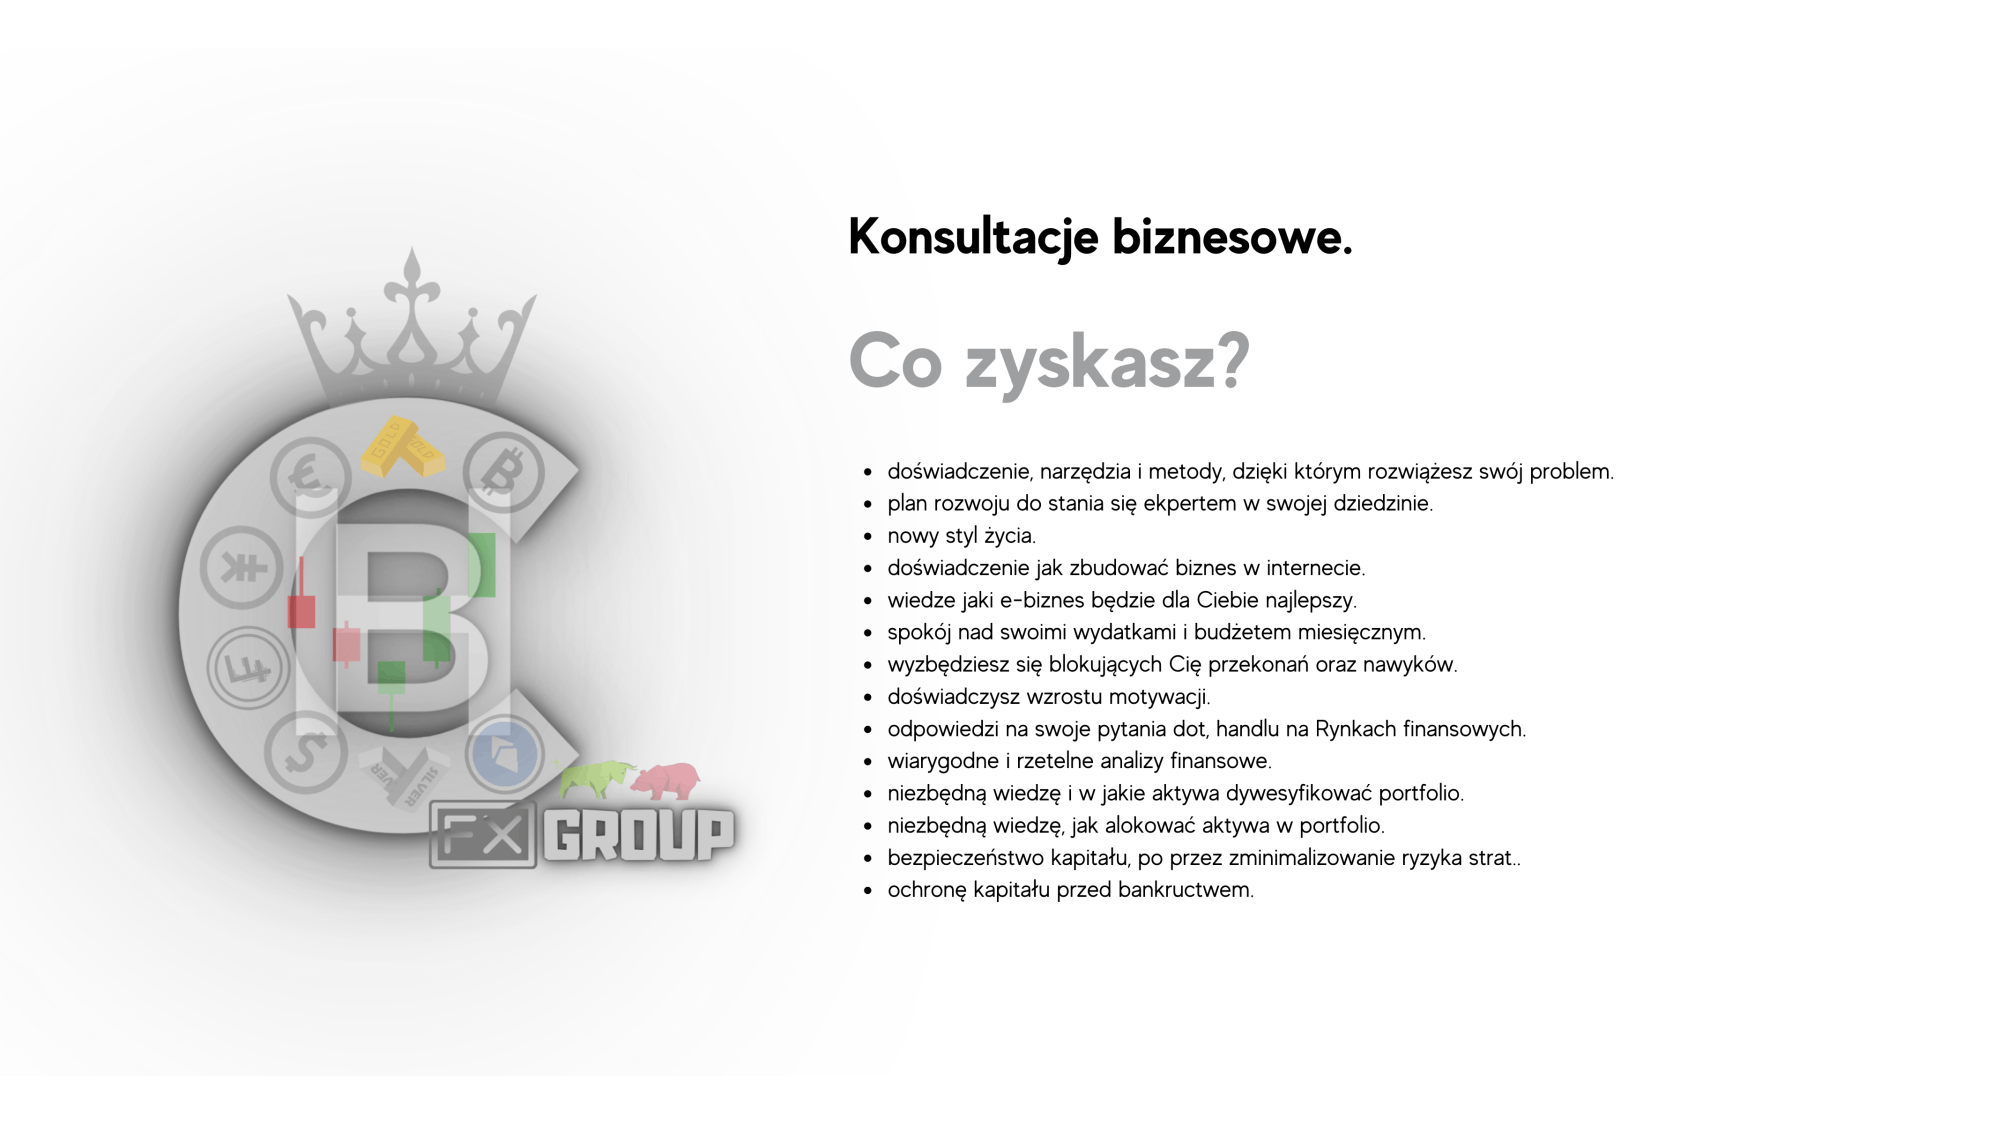 Konsultacje biznesowe.
Co zyskasz?
• doświadczenie, narzędzia i metody, dzięki którym rozwiążesz swój problem.
• plan rozwoju do stania się ekpertem w swojej dziedzinie.
• nowy styl życia.
• doświadczenie jak zbudować biznes w internecie.
• wiedze jaki e-biznes będzie dla Ciebie najlepszy.
• spokój nad swoimi wydatkami i budżetem miesięcznym.
• wyzbędziesz się blokujących Cię przekonań oraz nawyków.
• doświadczysz wzrostu motywacji.
• odpowiedzi na swoje pytania dot, handlu na Rynkach finansowych.
• wiarygodne i rzetelne analizy finansowe.
• niezbędną wiedzę i w jakie aktywa dywesyfikować portfolio.
• niezbędną wiedzę, jak alokować aktywa w portfolio.
• bezpieczeństwo kapitału, po przez zminimalizowanie ryzyka strat..
• ochronę kapitału przed bankructwem.
GOLD
CB
SILVER
FX GROUP